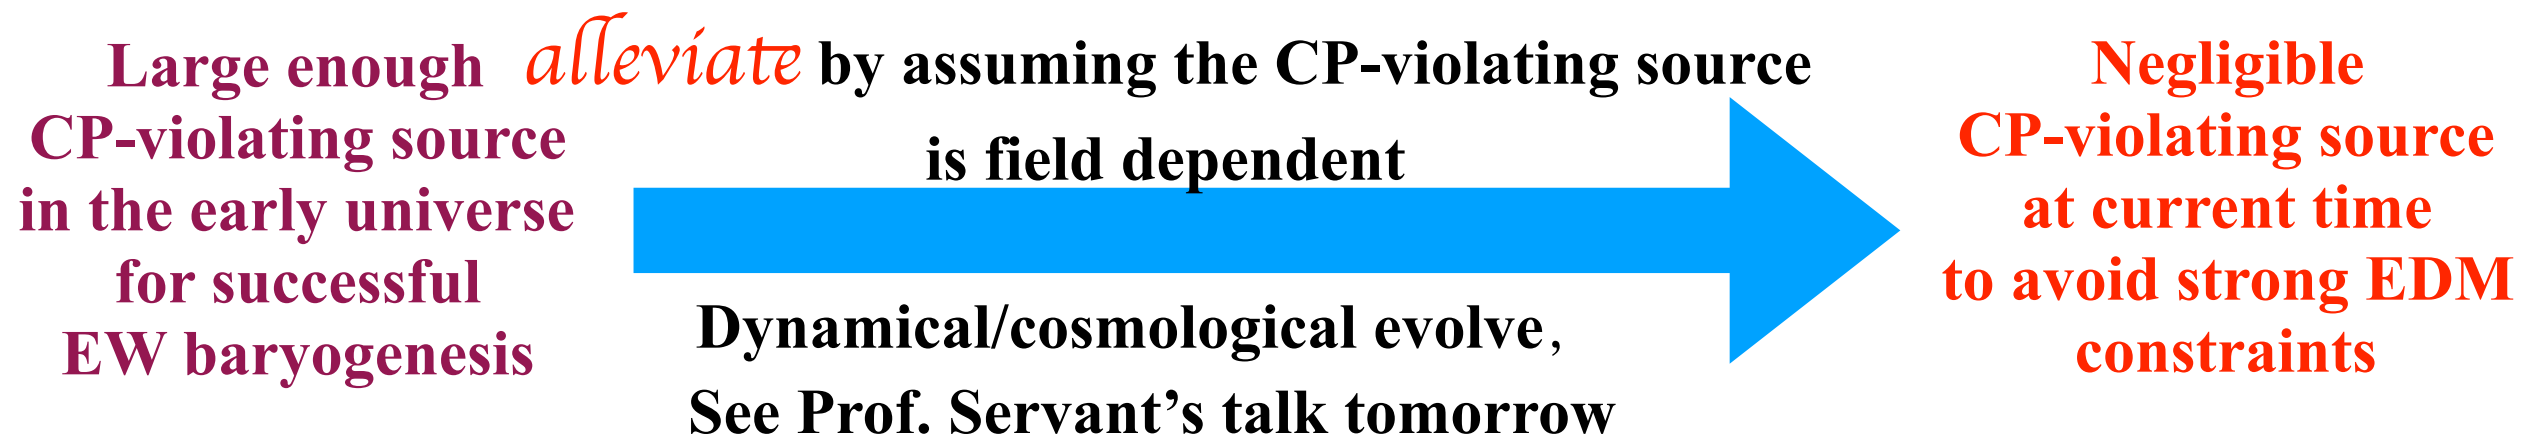 Large enough
CP-violating source
in the early universe
for successful
EW baryogenesis
alleviate by assuming the CP-violating source
is field dependent
Dynamical/cosmological evolve,
See Prof. Servant’s talk tomorrow
Negligible
CP-violating source
at current time
to avoid strong EDM
constraints